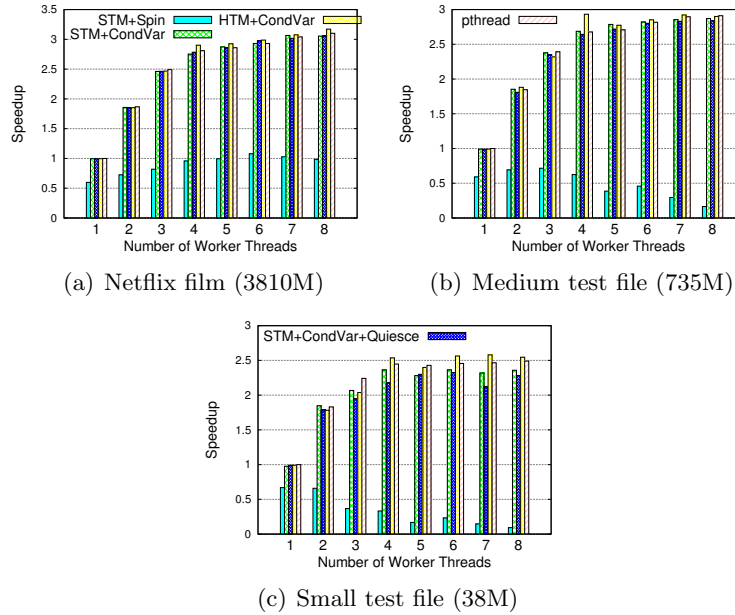 STM+Spin
STM+CondVar
HTM+CondVar
Speedup
3.5
3
2.5
2
1.5
1
0.5
0
1 2 3 4 5 6 7 8
Number of Worker Threads
(a) Netflix film (3810M)
pthread
Speedup
3
2.5
2
1.5
1
0.5
0
1 2 3 4 5 6 7 8
Number of Worker Threads
(b) Medium test file (735M)
STM+CondVar+Quiesce
Speedup
3
2.5
2
1.5
1
0.5
0
1 2 3 4 5 6 7 8
Number of Worker Threads
(c) Small test file (38M)